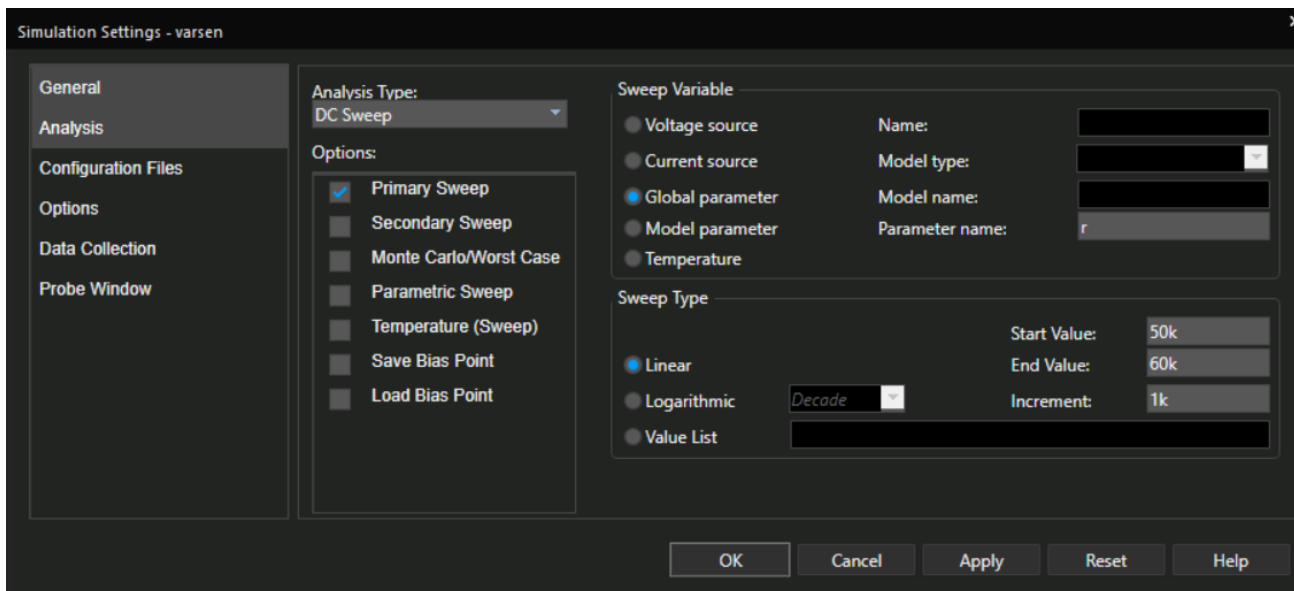 Simulation Settings - varsen
General
Analysis
Configuration Files
Options
Data Collection
Probe Window
Analysis Type:
DC Sweep
Options:
Primary Sweep
Secondary Sweep
Monte Carlo/Worst Case
Parametric Sweep
Temperature (Sweep)
Save Bias Point
Load Bias Point
Sweep Variable
Voltage source
Current source
Global parameter
Model parameter
Temperature
Name:
Model type:
Model name:
Parameter name: r
Sweep Type
Linear
Logarithmic Decade
Value List
Start Value: 50k
End Value: 60k
Increment: 1k
OK Cancel Apply Reset Help